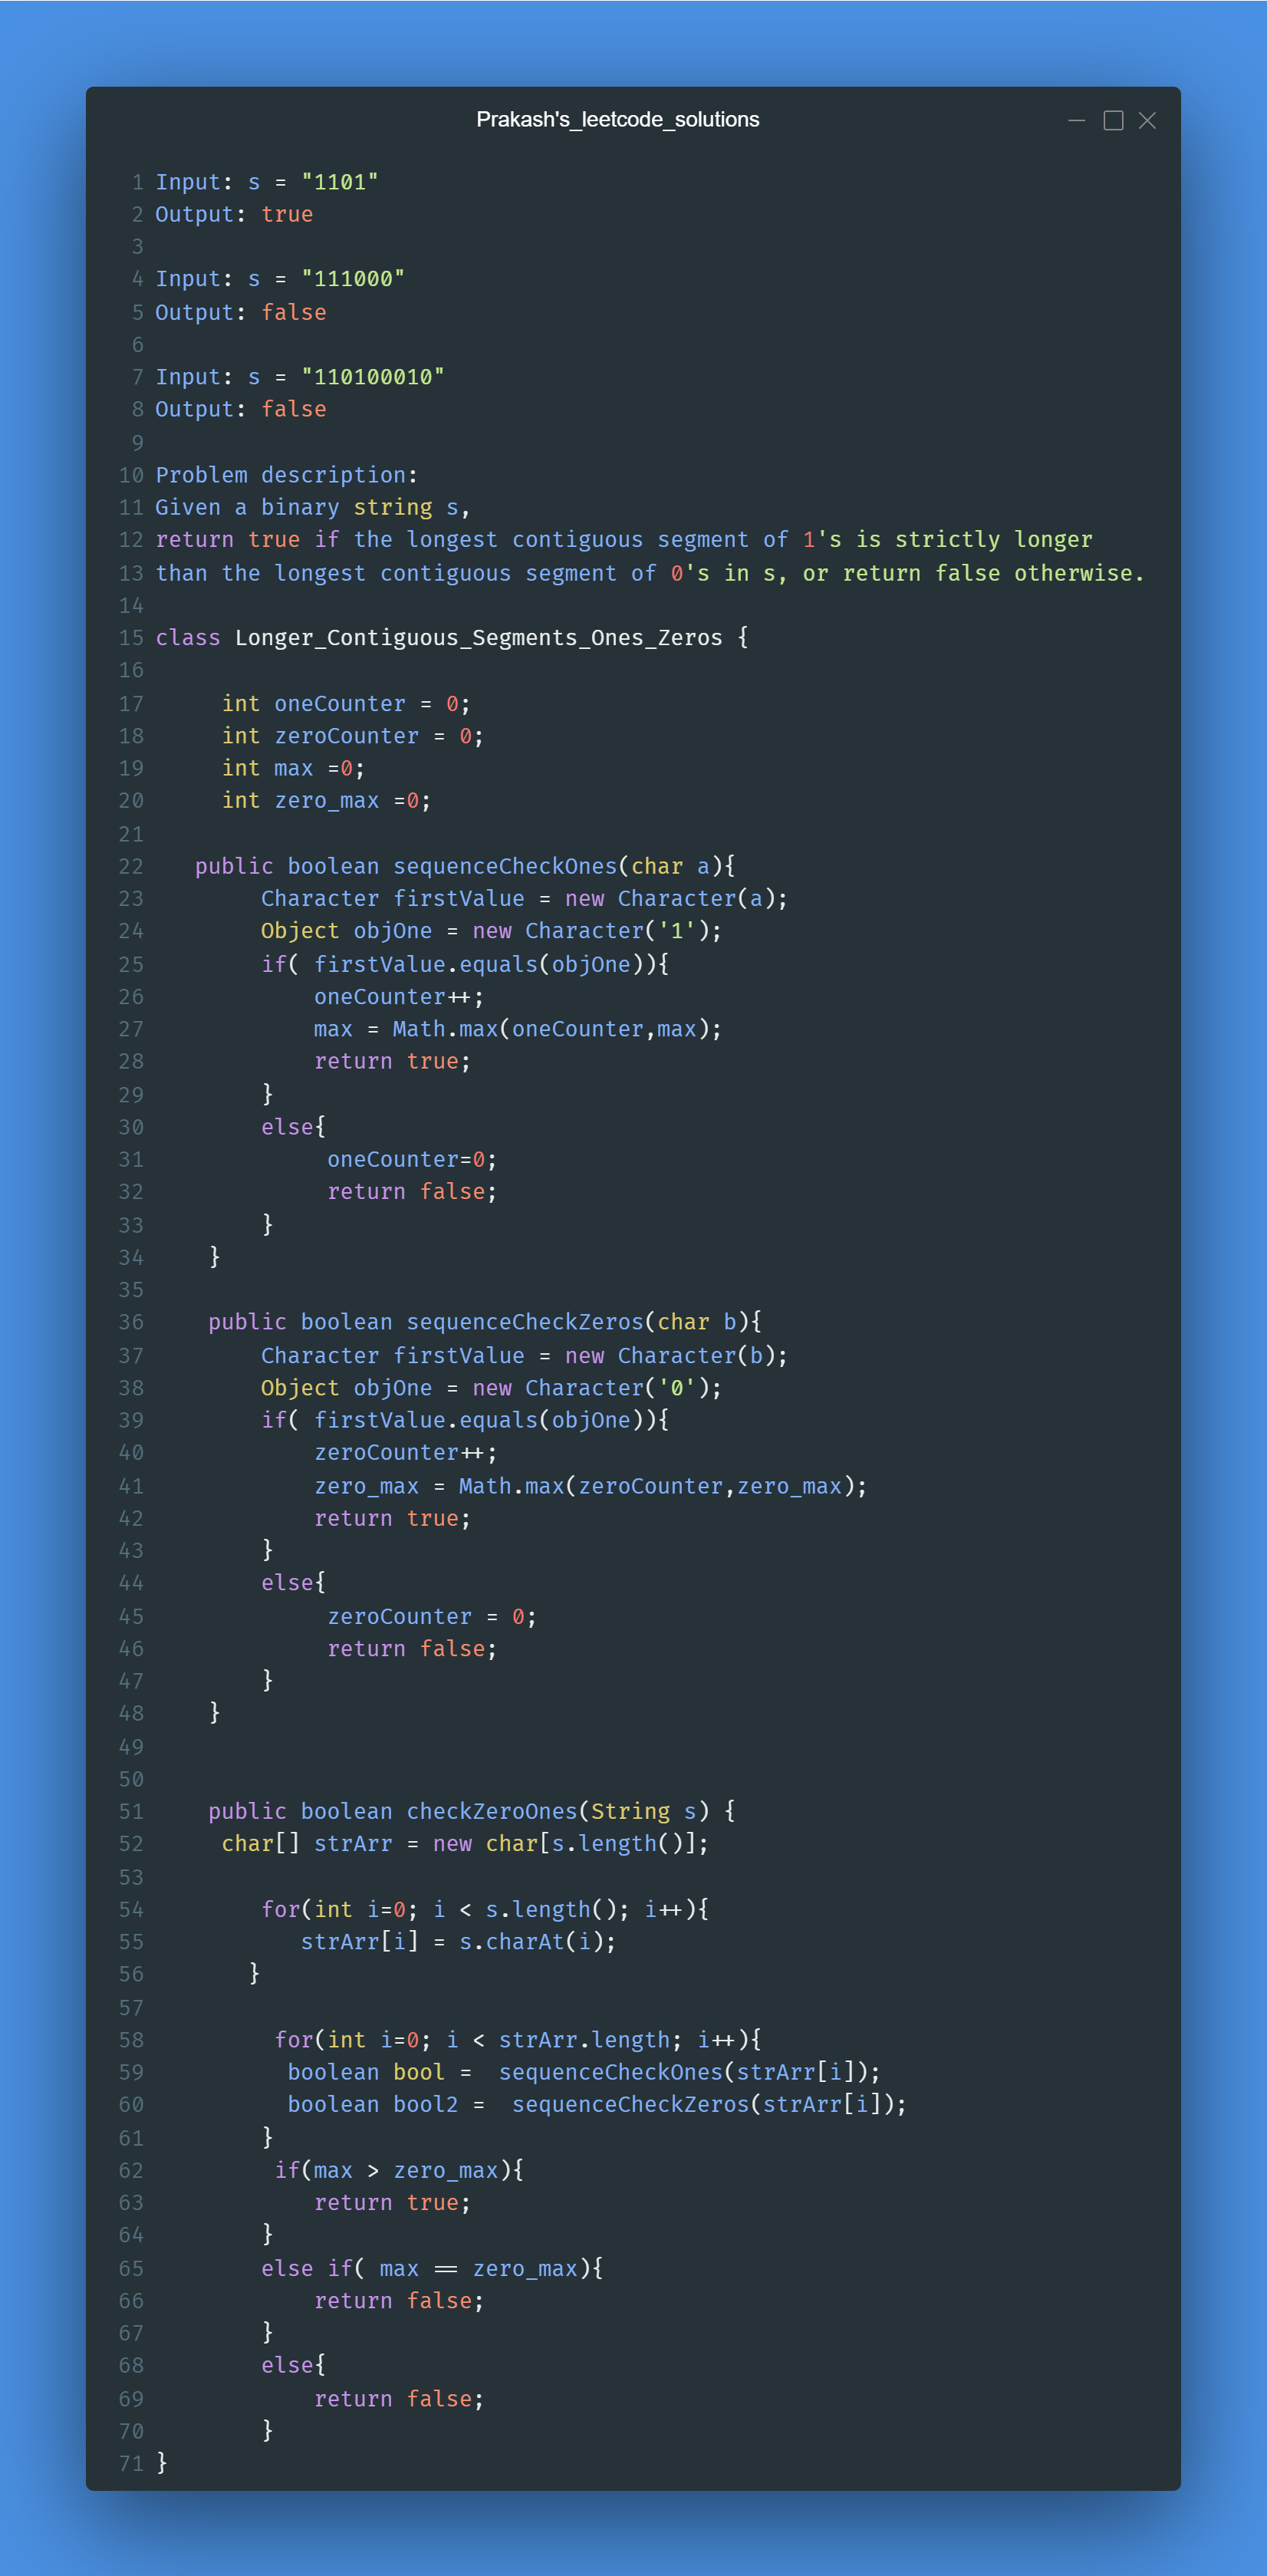 Prakash's_leetcode_solutions
1 Input: s = "1101"
2 Output: true
3
4 Input: s = "111000"
5 Output: false
6
7 Input: s = "110100010"
8 Output: false
9
10 Problem description:
11 Given a binary string s,
12 return true if the longest contiguous segment of 1's is strictly longer
13 than the longest contiguous segment of 0's in s, or return false otherwise.
14
15 class Longer_Contiguous_Segments_Ones_Zeros {
16
17      int oneCounter = 0;
18      int zeroCounter = 0;
19      int max =0;
20      int zero_max =0;
21
22    public boolean sequenceCheckOnes(char a){
23         Character firstValue = new Character(a);
24         Object objOne = new Character('1');
25         if( firstValue.equals(objOne)){
26             oneCounter++;
27             max = Math.max(oneCounter,max);
28             return true;
29         }
30         else{
31              oneCounter=0;
32              return false;
33         }
34     }
35
36     public boolean sequenceCheckZeros(char b){
37         Character firstValue = new Character(b);
38         Object objOne = new Character('0');
39         if( firstValue.equals(objOne)){
40             zeroCounter++;
41             zero_max = Math.max(zeroCounter,zero_max);
42             return true;
43         }
44         else{
45              zeroCounter = 0;
46              return false;
47         }
48     }
49
50
51     public boolean checkZeroOnes(String s) {
52      char[] strArr = new char[s.length()];
53
54         for(int i=0; i < s.length(); i++){
55            strArr[i] = s.charAt(i);
56        }
57
58          for(int i=0; i < strArr.length; i++){
59           boolean bool =  sequenceCheckOnes(strArr[i]);
60           boolean bool2 =  sequenceCheckZeros(strArr[i]);
61         }
62          if(max > zero_max){
63             return true;
64         }
65         else if( max == zero_max){
66             return false;
67         }
68         else{
69             return false;
70         }
71 }